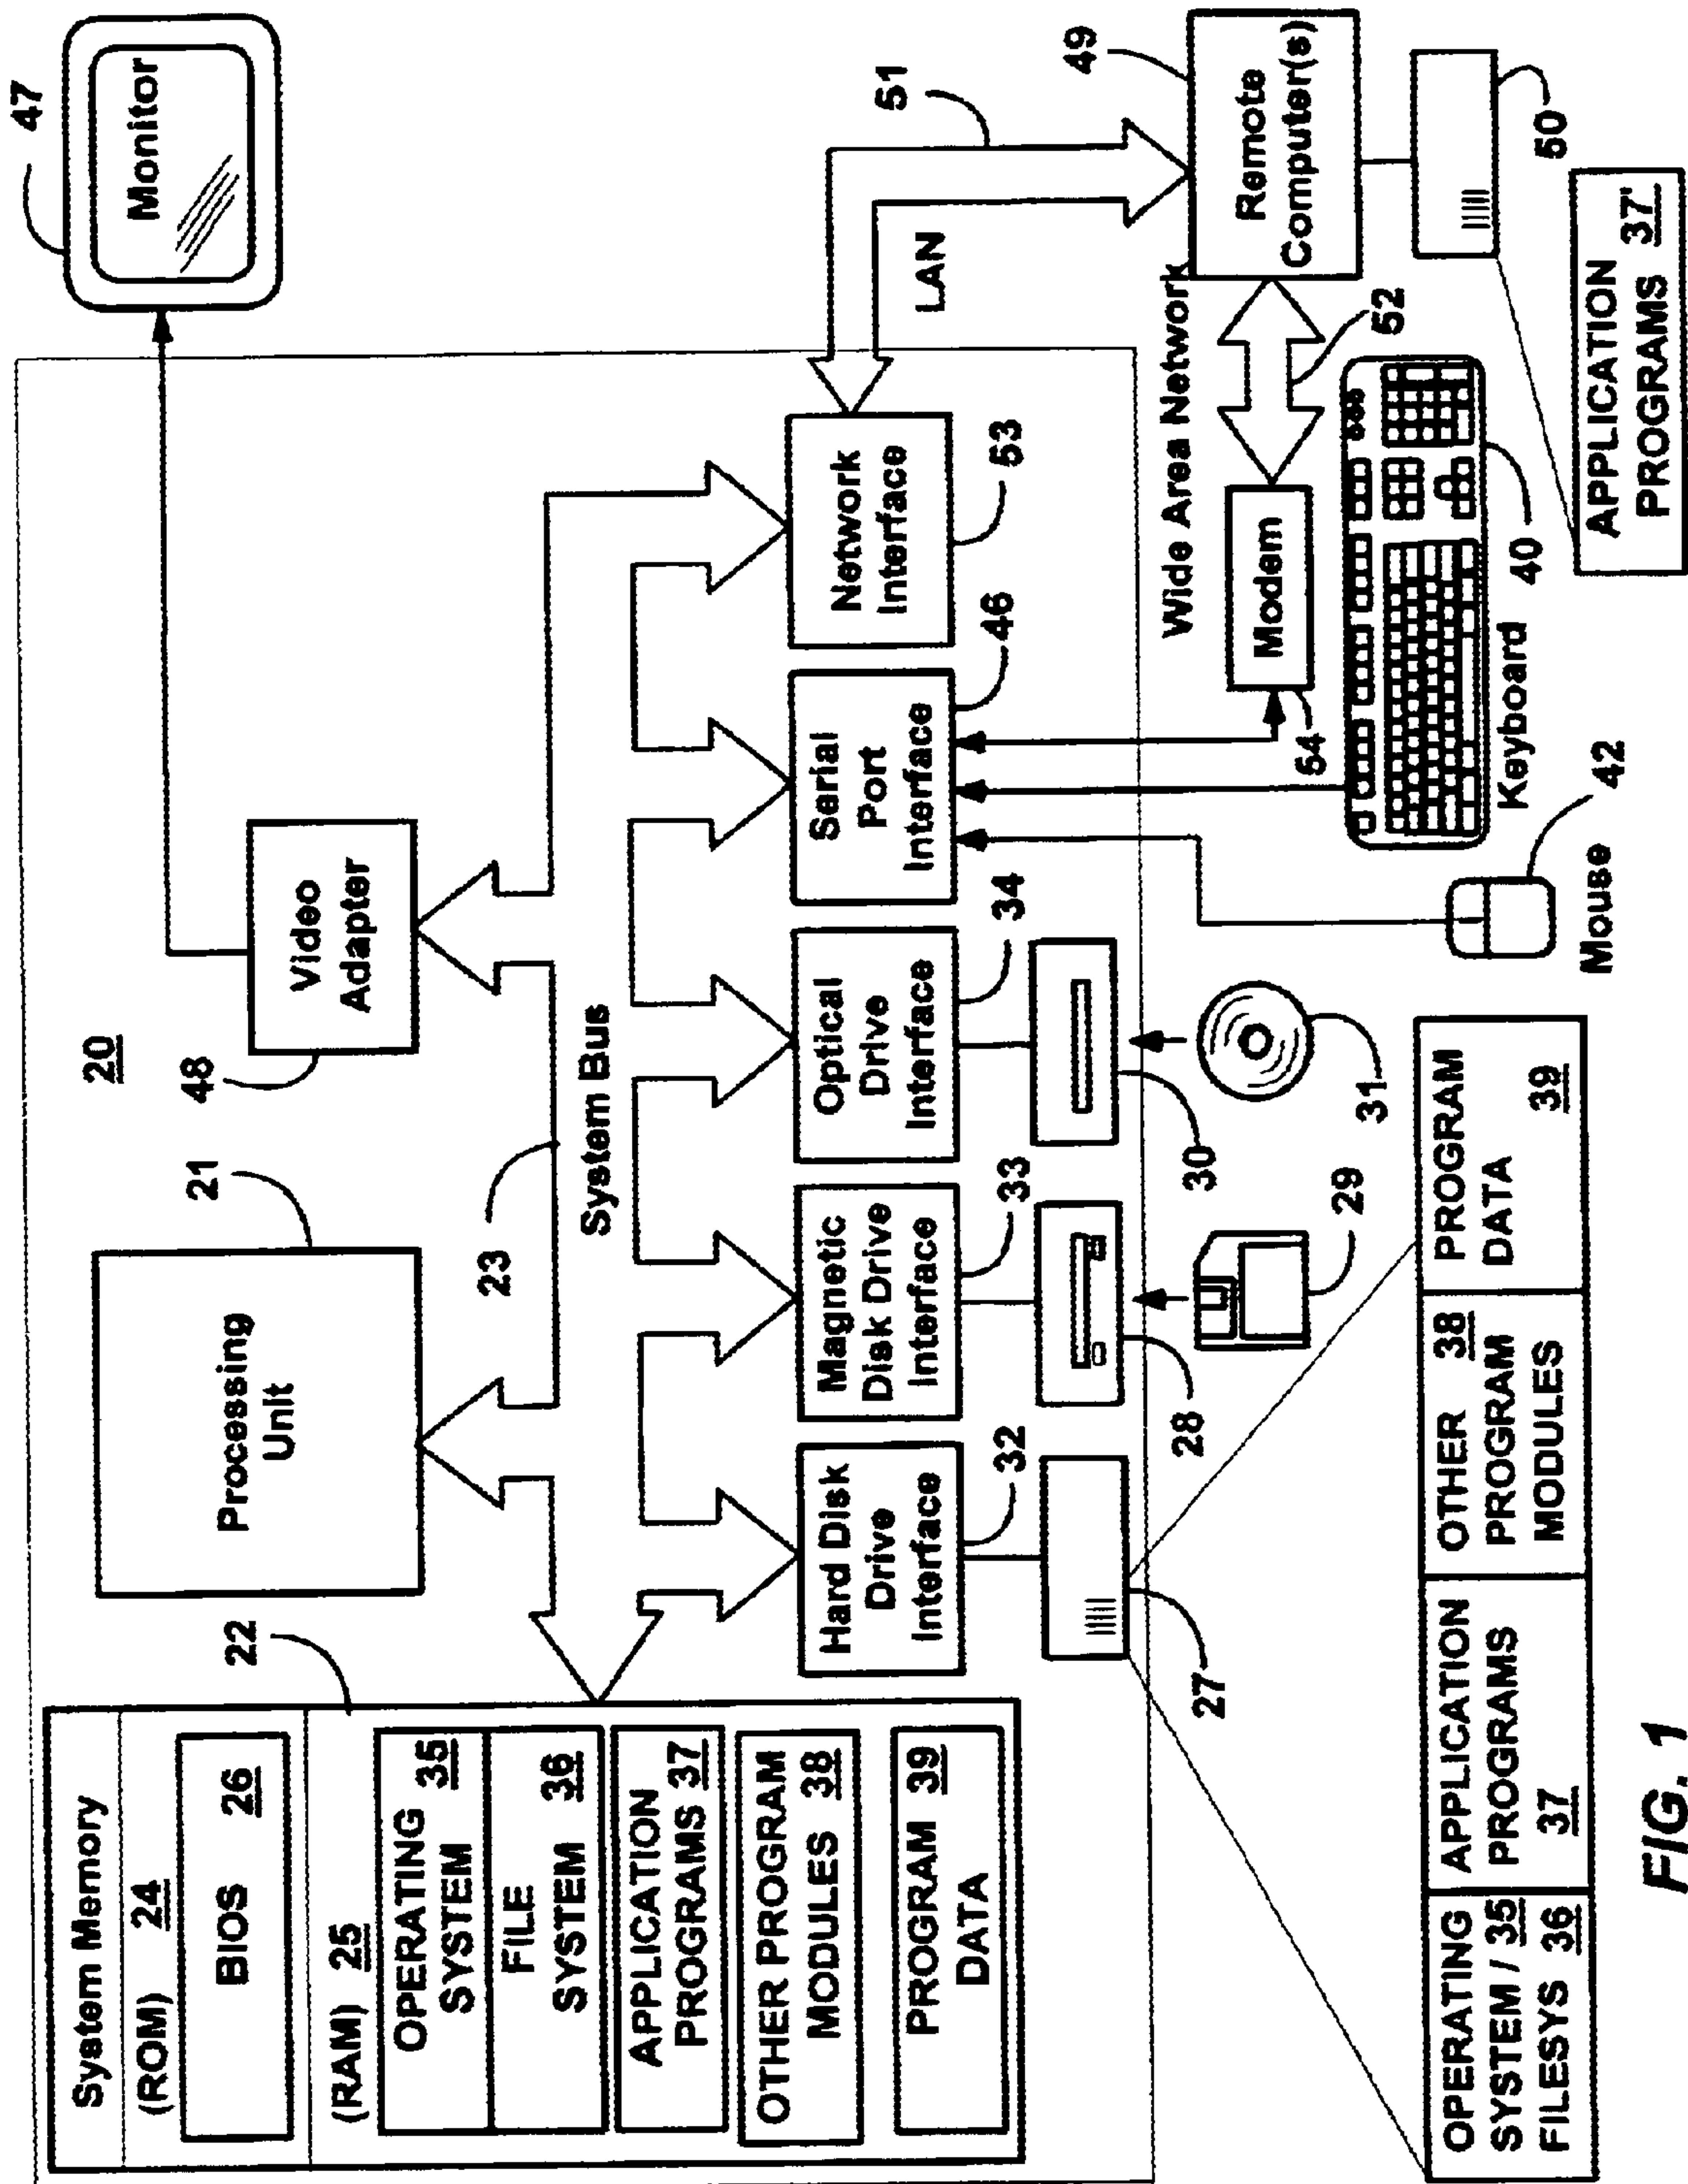 System Memory
(ROM) 24
BIOS 26
(RAM) 25
OPERATING
SYSTEM 35
FILE
SYSTEM 36
APPLICATION
PROGRAMS 37
OTHER PROGRAM
MODULES 38
PROGRAM 39
DATA
22
Processing
Unit
21
20
Video
Adapter
48
47
Monitor
23
System Bus
Hard Disk
Drive
Interface
32
Magnetic
Disk Drive
Interface
33
Optical
Drive
Interface
34
Serial
Port
Interface
46
Network
Interface
53
LAN
51
27
28
30
29
31
Wide Area Network
Modem
54
52
49
Remote
Computer(s)
50
Mouse
42
Keyboard
40
OPERATING
SYSTEM / 35
FILESYS 36
APPLICATION
PROGRAMS
37
OTHER 38
PROGRAM
MODULES
PROGRAM
DATA
39
APPLICATION
PROGRAMS 37'
FIG. 1